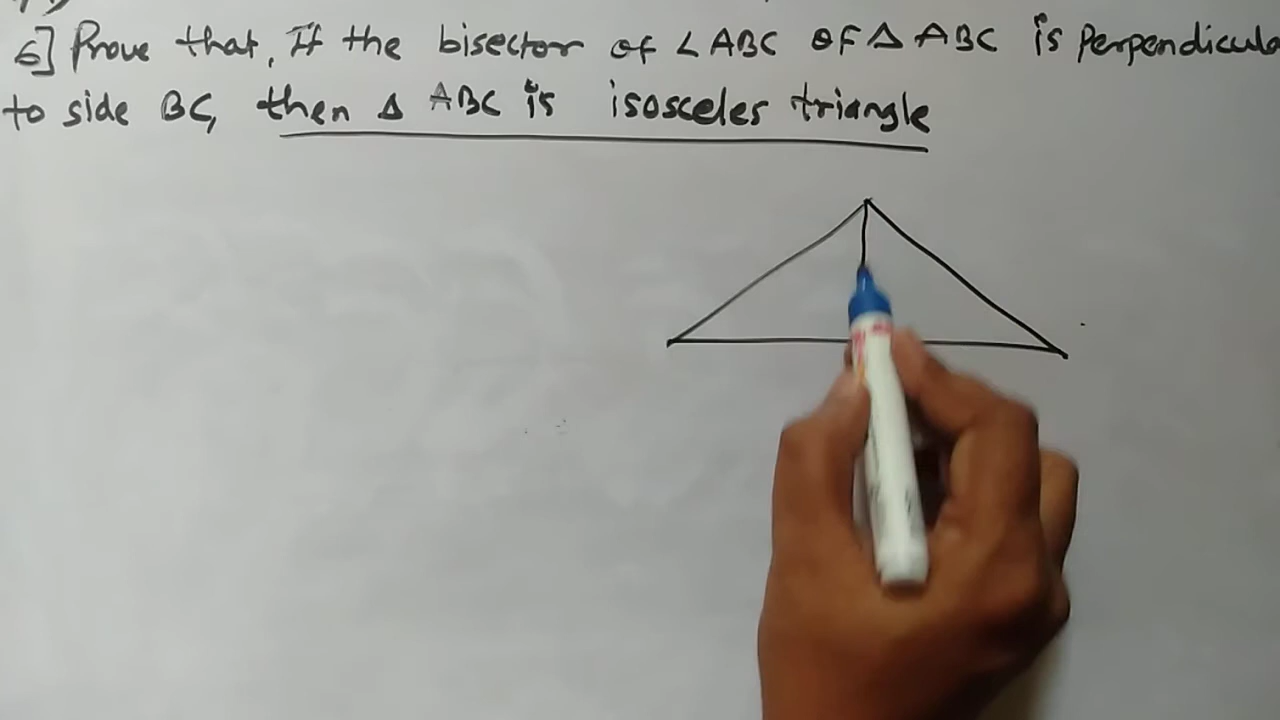 6] Prove that, If the bisector of ∠ABC OF Δ ABC is Perpendicula
to side BC, then Δ ABC is isosceles triangle